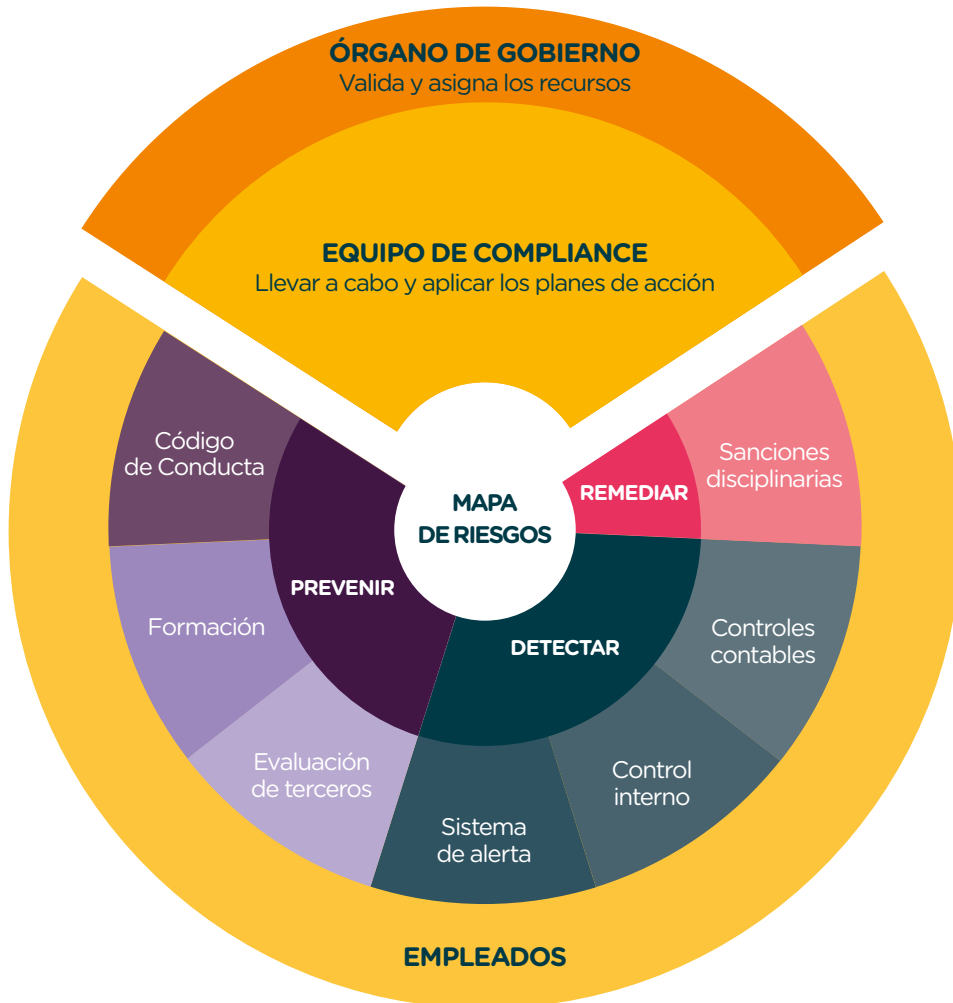 ÓRGANO DE GOBIERNO
Valida y asigna los recursos
EQUIPO DE COMPLIANCE
Llevar a cabo y aplicar los planes de acción
MAPA
DE RIESGOS
PREVENIR
Código
de Conducta
Formación
Evaluación
de terceros
DETECTAR
Sistema
de alerta
Control
interno
Controles
contables
REMEDIAR
Sanciones
disciplinarias
EMPLEADOS